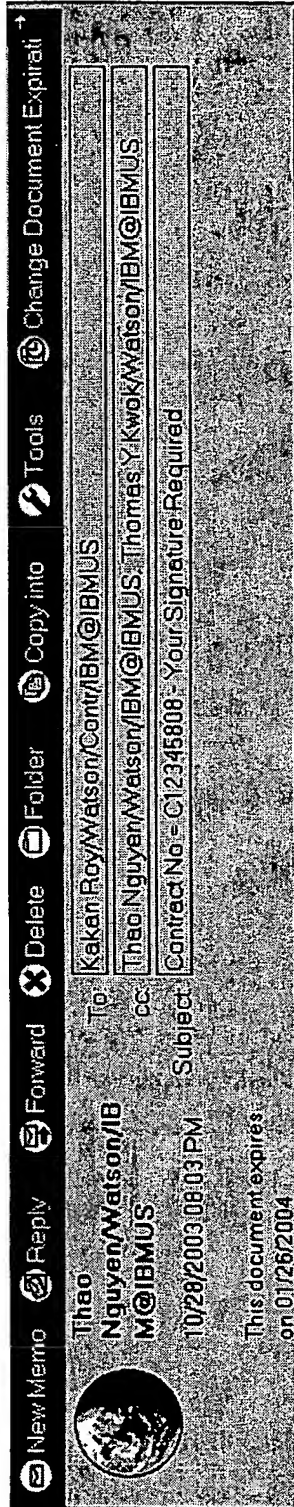 New Memo Reply Forward Delete Folder Copy into Tools Change Document Expirati
Thao
Nguyen/Watson/IB
M@IBMUS
10/28/2003 08:03 PM
This document expires
on 01/26/2004
To: Kakan Roy/Watson/Contr/IBM@IBMUS
cc: Thao Nguyen/Watson/IBM@IBMUS, Thomas Y Kwok/Watson/IBM@IBMUS
Subject: Contract No = C12345808 - Your Signature Required